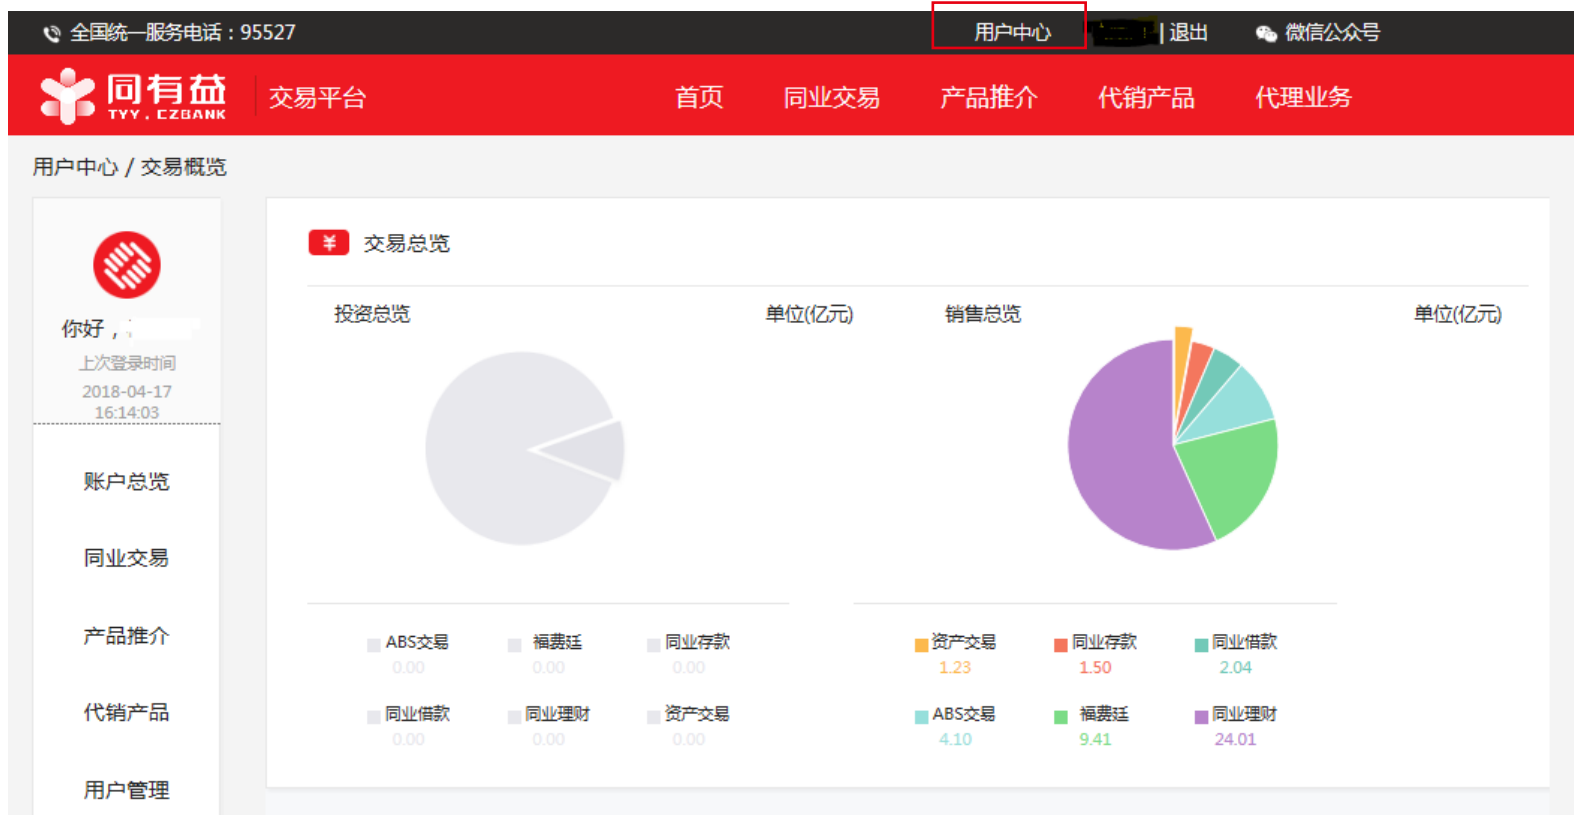 全国统一服务电话：95527
用户中心 | 退出 微信公众号
同有益
TYY.CZBANK
交易平台
首页 同业交易 产品推介 代销产品 代理业务
用户中心 / 交易概览
你好，
上次登录时间
2018-04-17
16:14:03
账户总览
同业交易
产品推介
代销产品
用户管理
¥ 交易总览
投资总览 单位(亿元)
ABS交易 福费廷 同业存款
0.00 0.00 0.00
同业借款 同业理财 资产交易
0.00 0.00 0.00
销售总览 单位(亿元)
资产交易 同业存款 同业借款
1.23 1.50 2.04
ABS交易 福费廷 同业理财
4.10 9.41 24.01